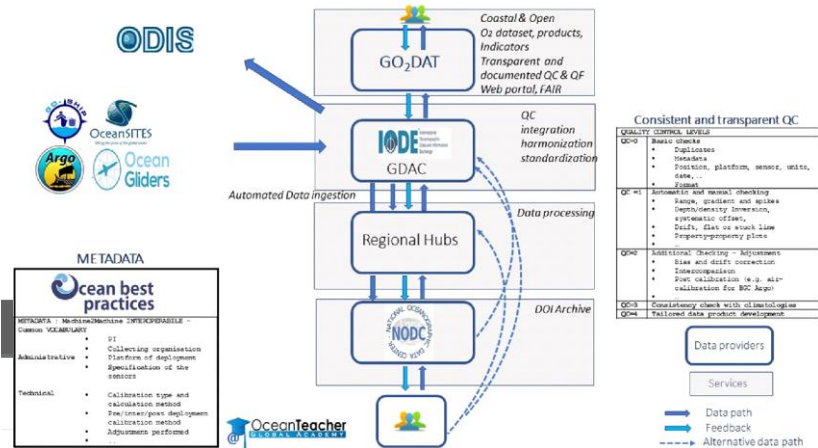 ODIS
GO-SHIP
OceanSITES
Argo
Ocean
Gliders
Automated Data ingestion
METADATA
Ocean best
practices
METADATA : Machine2Machine INTEROPERABILE -
Common VOCABULARY
• PI
• Collecting organisation
Administrative • Platform of deployment
• Specification of the
sensors
Technical • Calibration type and
calculation method
• Pre/inter/post deployment
calibration method
• Adjustment performed
• ..
GO₂DAT
Coastal & Open
O₂ dataset, products,
Indicators
Transparent and
documented QC & QF
Web portal, FAIR
IODE
GDAC
QC
integration
harmonization
standardization
Regional Hubs
Data processing
NODC
NATIONAL OCEANOGRAPHIC DATA CENTER
DOI Archive
OceanTeacher
GLOBAL ACADEMY
Consistent and transparent QC
QUALITY CONTROL LEVELS
QC=0 Basic checks
• Duplicates
• Metadata
• Position, platform, sensor, units,
date,..
• Format
QC =1 Automatic and manual checking
• Range, gradient and spikes
• Depth/density Inversion,
systematic offset,
• Drift, flat or stuck line
• Property-property plots
• …
QC=2 Additional Checking - Adjustment
• Bias and drift correction
• Intercomparison
• Post calibration (e.g. air-
calibration for BGC Argo)
•
QC=3 Consistency check with climatologies
QC=4 Tailored data product development
Data providers
Services
Data path
Feedback
Alternative data path